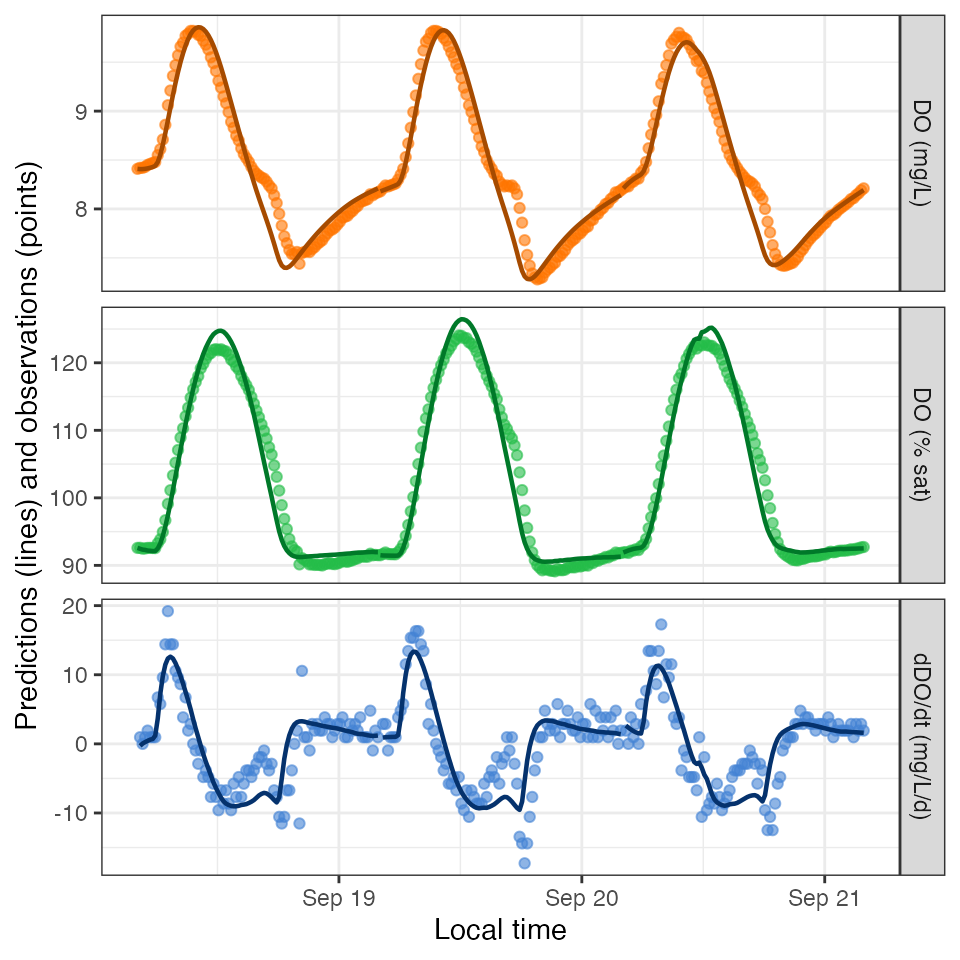 Predictions (lines) and observations (points)
9
8
DO (mg/L)
120
110
100
90
DO (% sat)
20
10
0
-10
dDO/dt (mg/L/d)
Sep 19
Sep 20
Sep 21
Local time